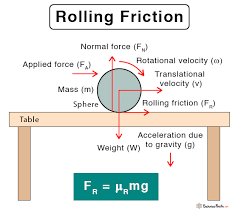 Rolling Friction
Normal force (FN)
Rotational velocity (ω)
Applied force (FA)
Translational
velocity (v)
Mass (m)
Sphere
Rolling friction (FR)
Table
Weight (W)
Acceleration due
to gravity (g)
FR = μRmg